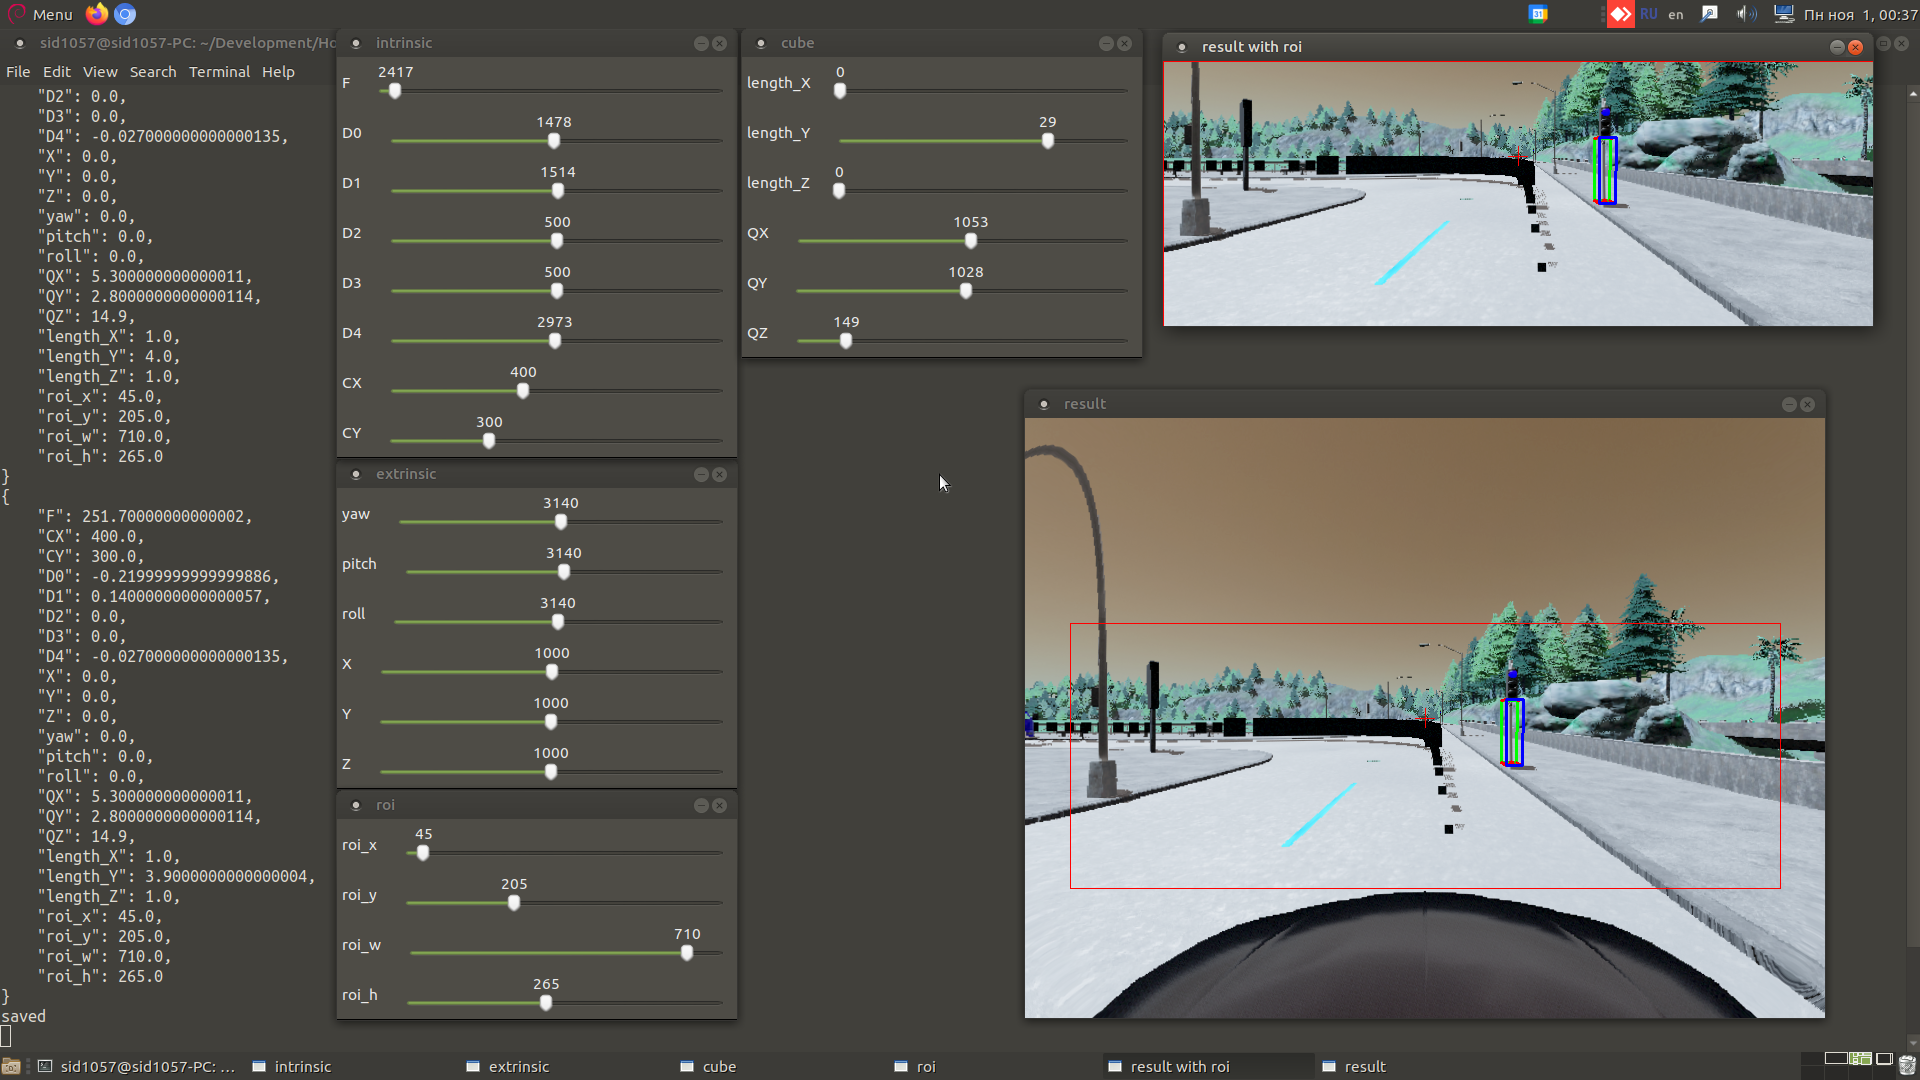 Menu
31
RU en Пн ноя 1, 00:37
sid1057@sid1057-PC: ~/Development/Ho
File Edit View Search Terminal Help
"D2": 0.0,
"D3": 0.0,
"D4": -0.027000000000000135,
"X": 0.0,
"Y": 0.0,
"Z": 0.0,
"yaw": 0.0,
"pitch": 0.0,
"roll": 0.0,
"QX": 5.300000000000011,
"QY": 2.8000000000000114,
"QZ": 14.9,
"length_X": 1.0,
"length_Y": 4.0,
"length_Z": 1.0,
"roi_x": 45.0,
"roi_y": 205.0,
"roi_w": 710.0,
"roi_h": 265.0
}
{
"F": 251.70000000000002,
"CX": 400.0,
"CY": 300.0,
"D0": -0.21999999999999886,
"D1": 0.14000000000000057,
"D2": 0.0,
"D3": 0.0,
"D4": -0.027000000000000135,
"X": 0.0,
"Y": 0.0,
"Z": 0.0,
"yaw": 0.0,
"pitch": 0.0,
"roll": 0.0,
"QX": 5.300000000000011,
"QY": 2.8000000000000114,
"QZ": 14.9,
"length_X": 1.0,
"length_Y": 3.9000000000000004,
"length_Z": 1.0,
"roi_x": 45.0,
"roi_y": 205.0,
"roi_w": 710.0,
"roi_h": 265.0
}
saved
intrinsic
F 2417
D0 1478
D1 1514
D2 500
D3 500
D4 2973
CX 400
CY 300
extrinsic
yaw 3140
pitch 3140
roll 3140
X 1000
Y 1000
Z 1000
roi
roi_x 45
roi_y 205
roi_w 710
roi_h 265
cube
length_X 0
length_Y 29
length_Z 0
QX 1053
QY 1028
QZ 149
result with roi
result
sid1057@sid1057-PC: ...
intrinsic
extrinsic
cube
roi
result with roi
result